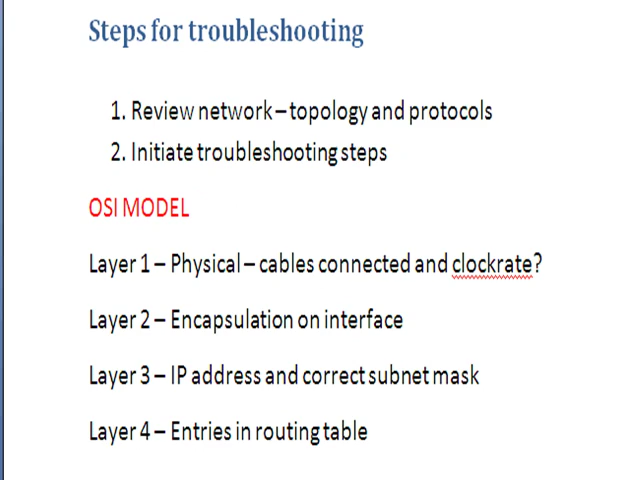 Steps for troubleshooting
1. Review network – topology and protocols
2. Initiate troubleshooting steps
OSI MODEL
Layer 1 – Physical – cables connected and clockrate?
Layer 2 – Encapsulation on interface
Layer 3 – IP address and correct subnet mask
Layer 4 – Entries in routing table